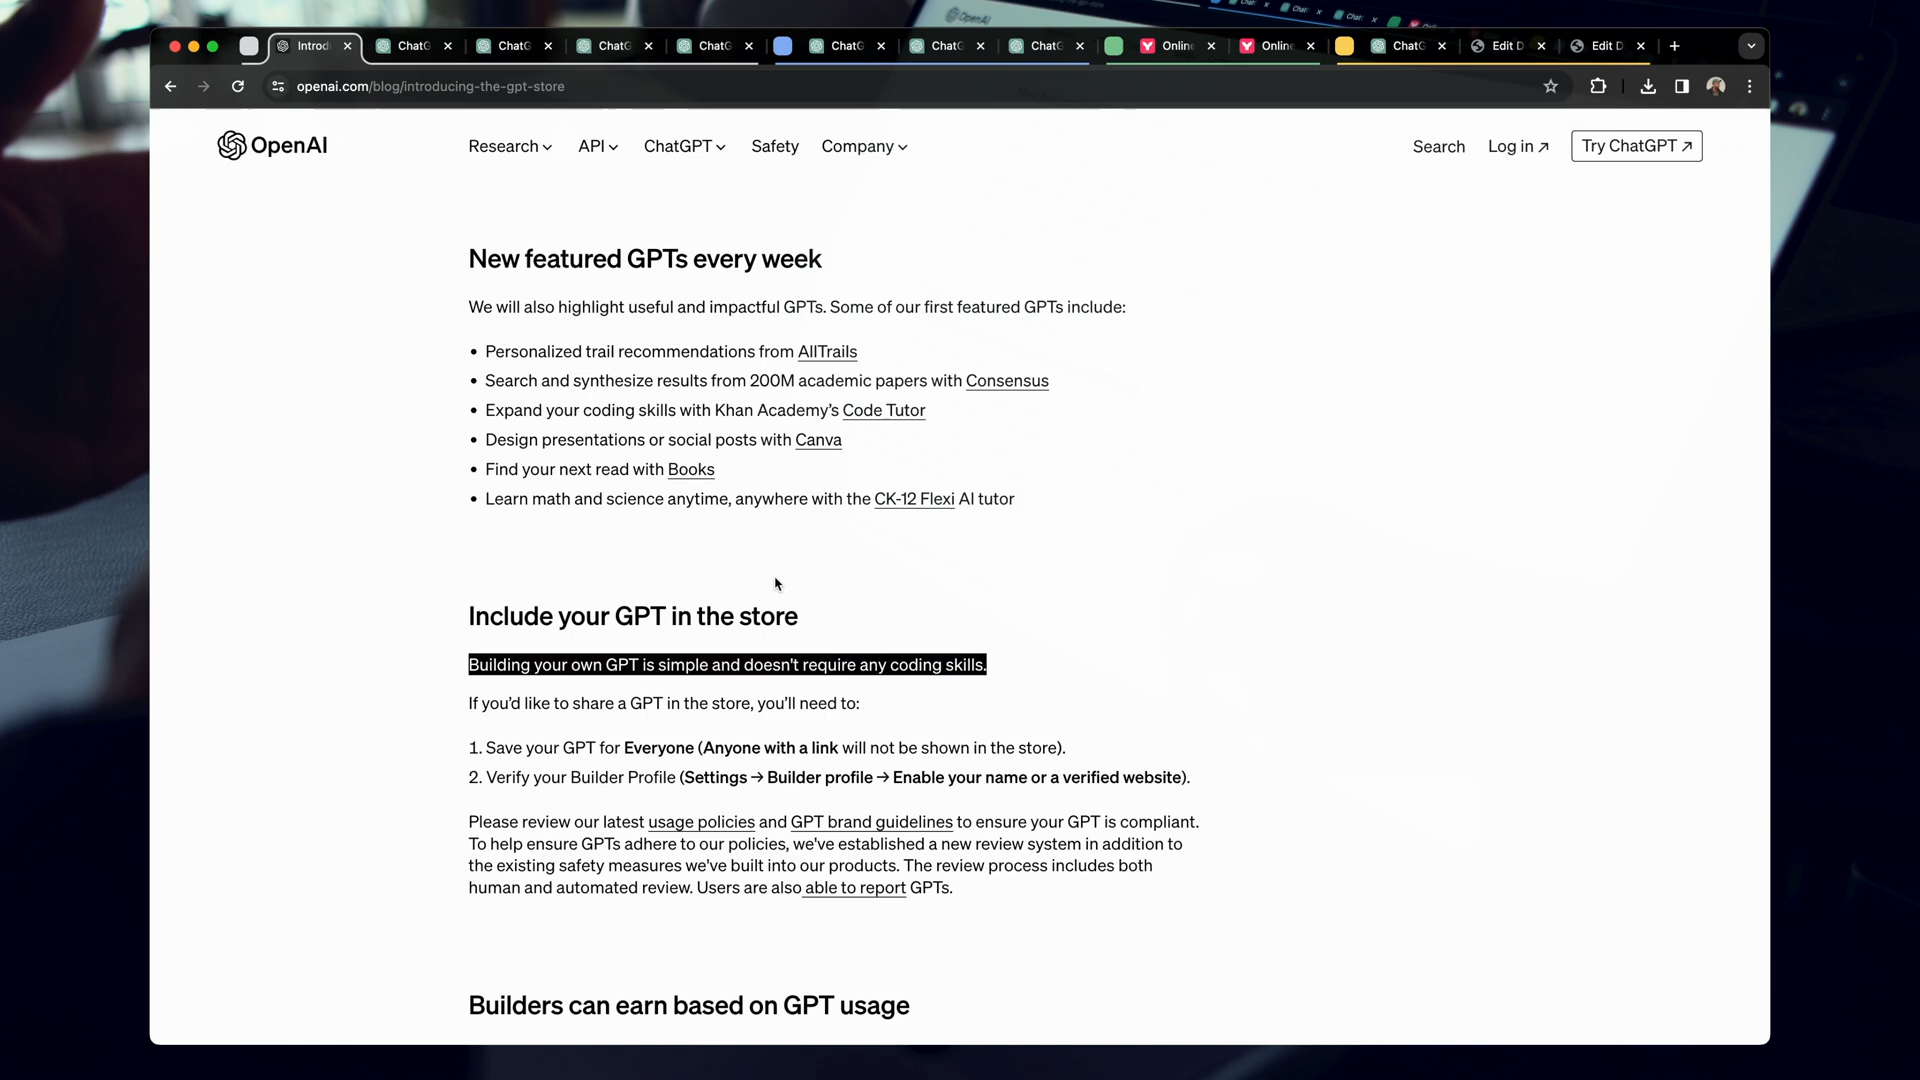 Introd
ChatG
ChatG
ChatG
ChatG
ChatG
ChatG
ChatG
Online
Online
ChatG
Edit D
Edit D
openai.com/blog/introducing-the-gpt-store
OpenAI
Research
API
ChatGPT
Safety
Company
Search
Log in ↗
Try ChatGPT ↗
New featured GPTs every week
We will also highlight useful and impactful GPTs. Some of our first featured GPTs include:
• Personalized trail recommendations from AllTrails
• Search and synthesize results from 200M academic papers with Consensus
• Expand your coding skills with Khan Academy’s Code Tutor
• Design presentations or social posts with Canva
• Find your next read with Books
• Learn math and science anytime, anywhere with the CK-12 Flexi AI tutor
Include your GPT in the store
Building your own GPT is simple and doesn't require any coding skills.
If you’d like to share a GPT in the store, you’ll need to:
1. Save your GPT for Everyone (Anyone with a link will not be shown in the store).
2. Verify your Builder Profile (Settings → Builder profile → Enable your name or a verified website).
Please review our latest usage policies and GPT brand guidelines to ensure your GPT is compliant.
To help ensure GPTs adhere to our policies, we've established a new review system in addition to
the existing safety measures we've built into our products. The review process includes both
human and automated review. Users are also able to report GPTs.
Builders can earn based on GPT usage